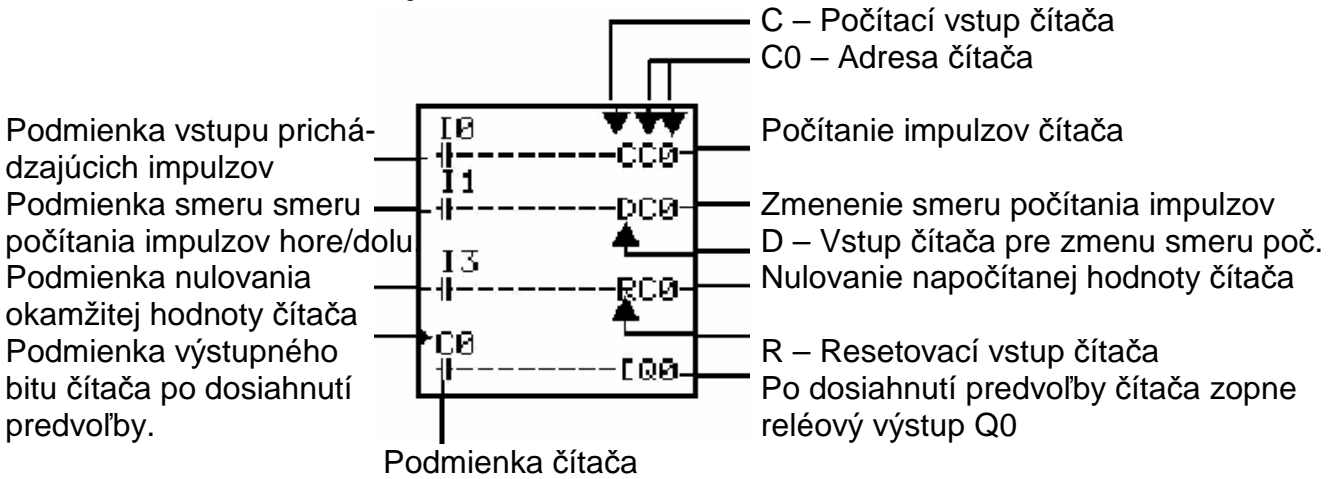 C – Počítací vstup čítača
C0 – Adresa čítača
Podmienka vstupu prichá-
dzajúcich impulzov
Podmienka smeru smeru
počítania impulzov hore/dolu
Podmienka nulovania
okamžitej hodnoty čítača
Podmienka výstupného
bitu čítača po dosiahnutí
predvoľby.
I0
CC0
I1
DC0
I3
RC0
C0
[Q0
Počítanie impulzov čítača
Zmenenie smeru počítania impulzov
D – Vstup čítača pre zmenu smeru poč.
Nulovanie napočítanej hodnoty čítača
R – Resetovací vstup čítača
Po dosiahnutí predvoľby čítača zopne
reléový výstup Q0
Podmienka čítača